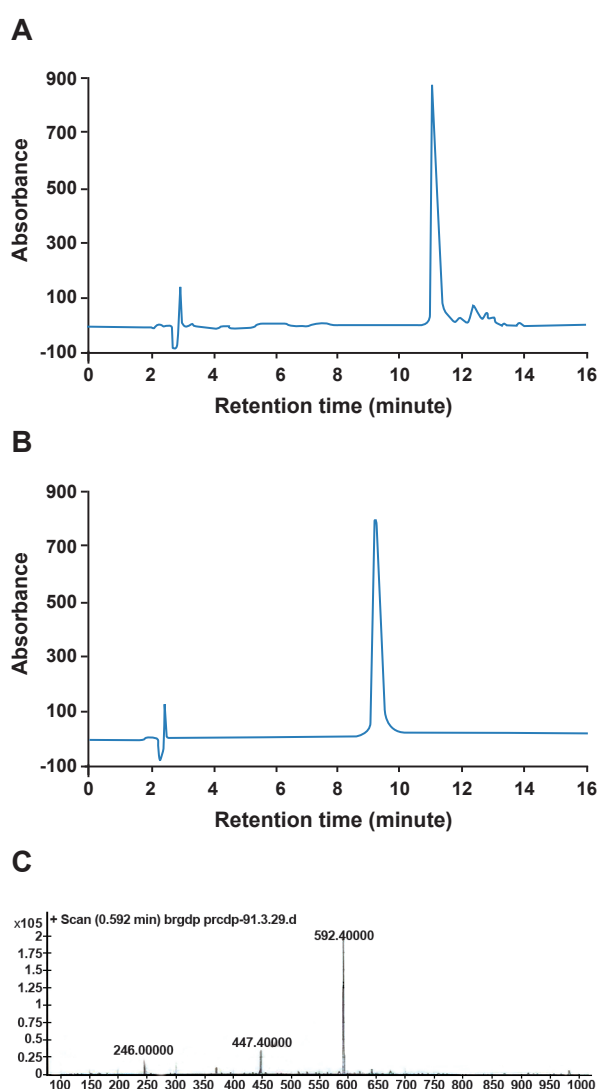 A
900
700
500
300
100
-100
Absorbance
0 2 4 6 8 10 12 14 16
Retention time (minute)
B
900
700
500
300
100
-100
Absorbance
0 2 4 6 8 10 12 14 16
Retention time (minute)
C
x105
+ Scan (0.592 min) brgdp prcdp-91.3.29.d
2
1.75
1.5
1.25
1
0.75
0.5
0.25
0
592.40000
447.40000
246.00000
100 150 200 250 300 350 400 450 500 550 600 650 700 750 800 850 900 950 1000